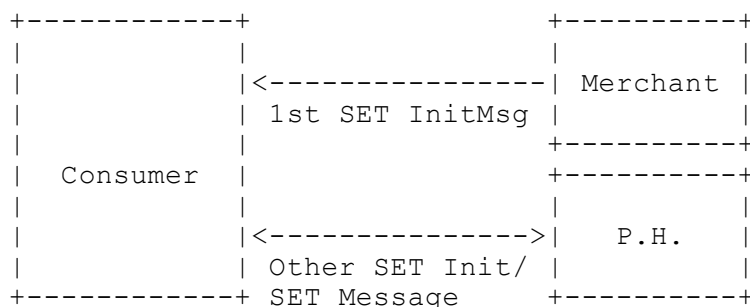 Merchant
1st SET InitMsg
Consumer
P.H.
Other SET Init/
SET Message